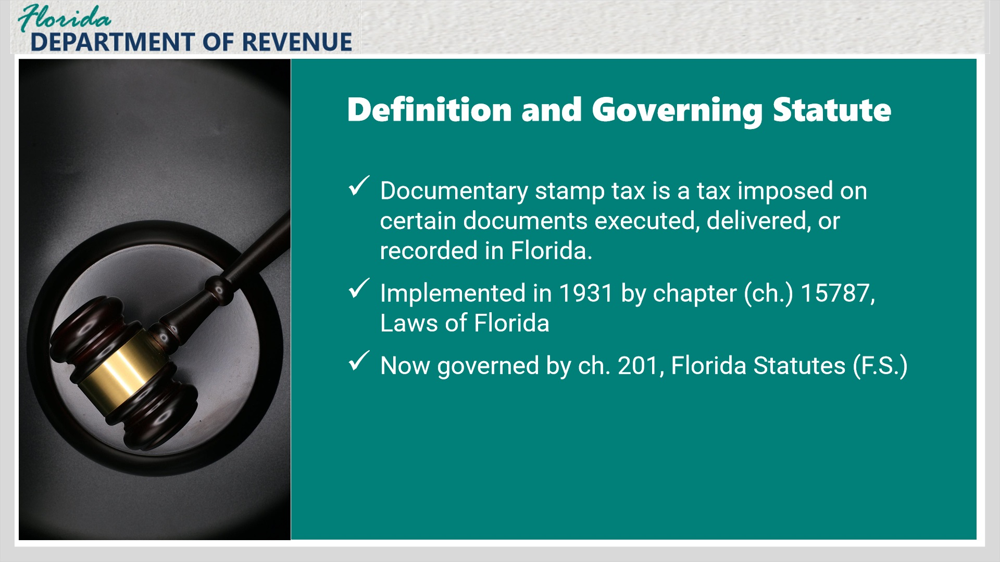 Florida
DEPARTMENT OF REVENUE
Definition and Governing Statute
✓ Documentary stamp tax is a tax imposed on
certain documents executed, delivered, or
recorded in Florida.
✓ Implemented in 1931 by chapter (ch.) 15787,
Laws of Florida
✓ Now governed by ch. 201, Florida Statutes (F.S.)